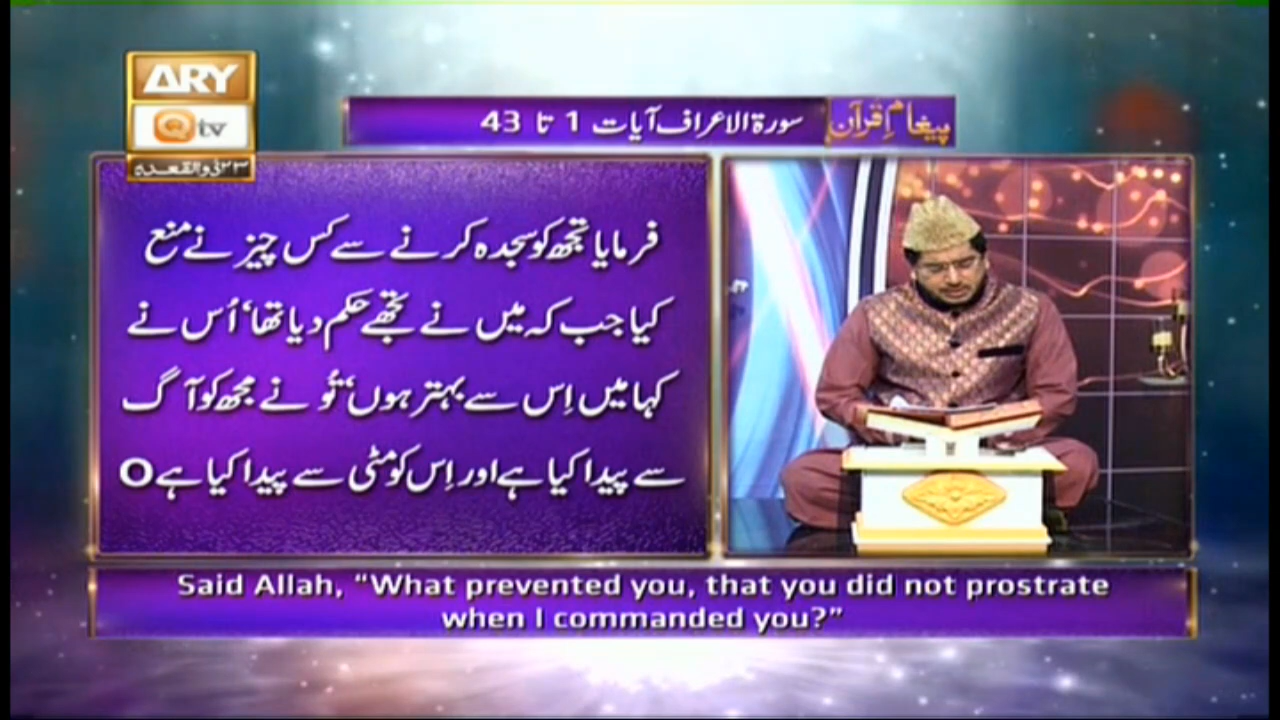 ARY
Qtv
۲۳ ذوالقعدہ
پیغامِ قرآن
سورۃ الاعراف آیات 1 تا 43
فرمایا تجھ کو سجدہ کرنے سے کس چیز نے منع
کیا جب کہ میں نے تجھے حکم دیا تھا‘ اُس نے
کہا میں اِس سے بہتر ہوں‘ تُو نے مجھ کو آگ
سے پیدا کیا ہے اور اِس کو مٹی سے پیدا کیا ہے O
Said Allah, “What prevented you, that you did not prostrate
when I commanded you?”